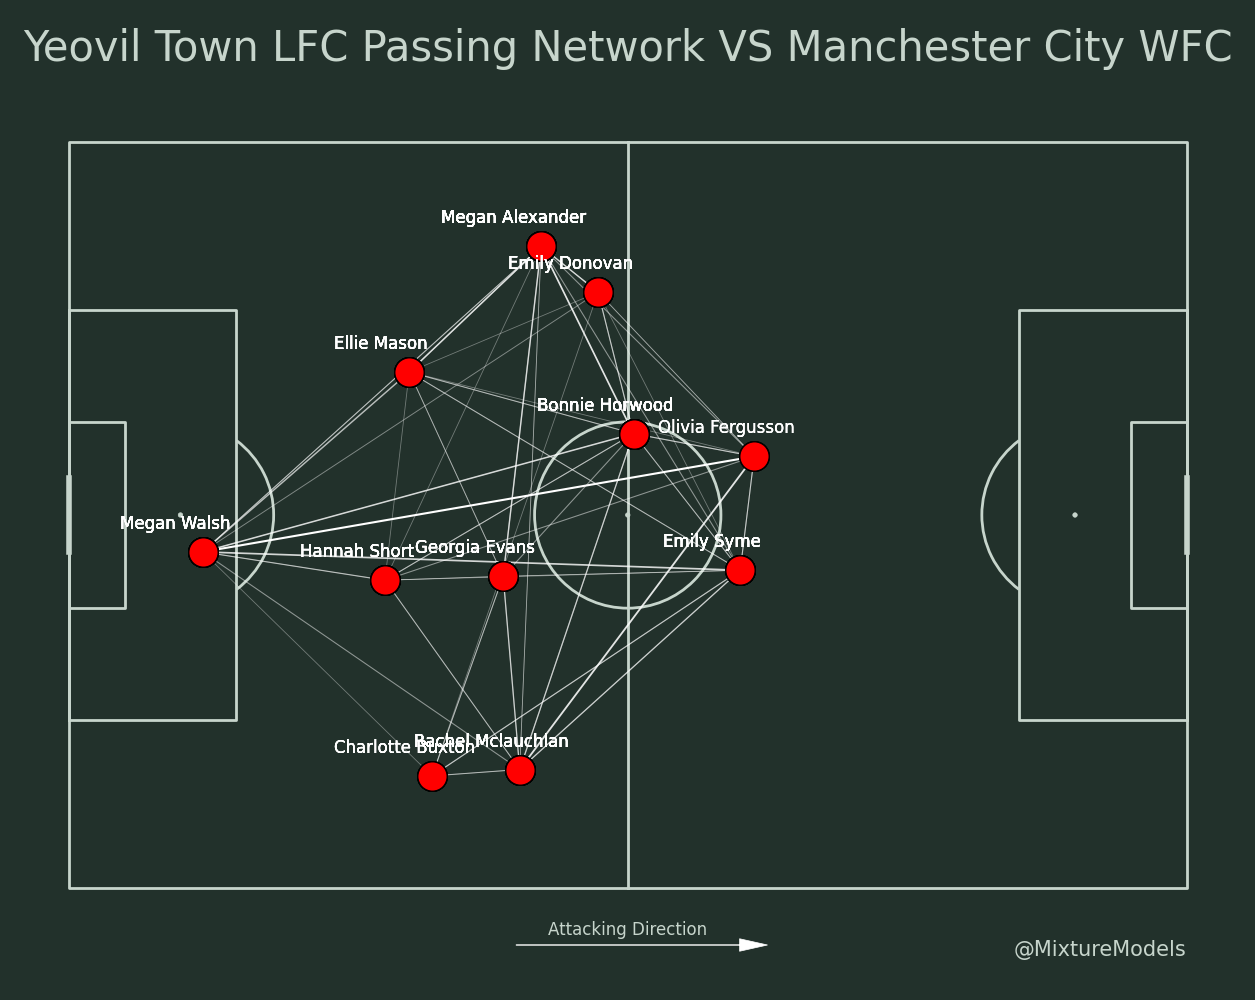 Yeovil Town LFC Passing Network VS Manchester City WFC
Megan Alexander
Emily Donovan
Ellie Mason
Bonnie Horwood
Olivia Fergusson
Megan Walsh
Emily Syme
Hannah Short
Georgia Evans
Rachel Mclauchlan
Charlotte Buxton
Attacking Direction
@MixtureModels